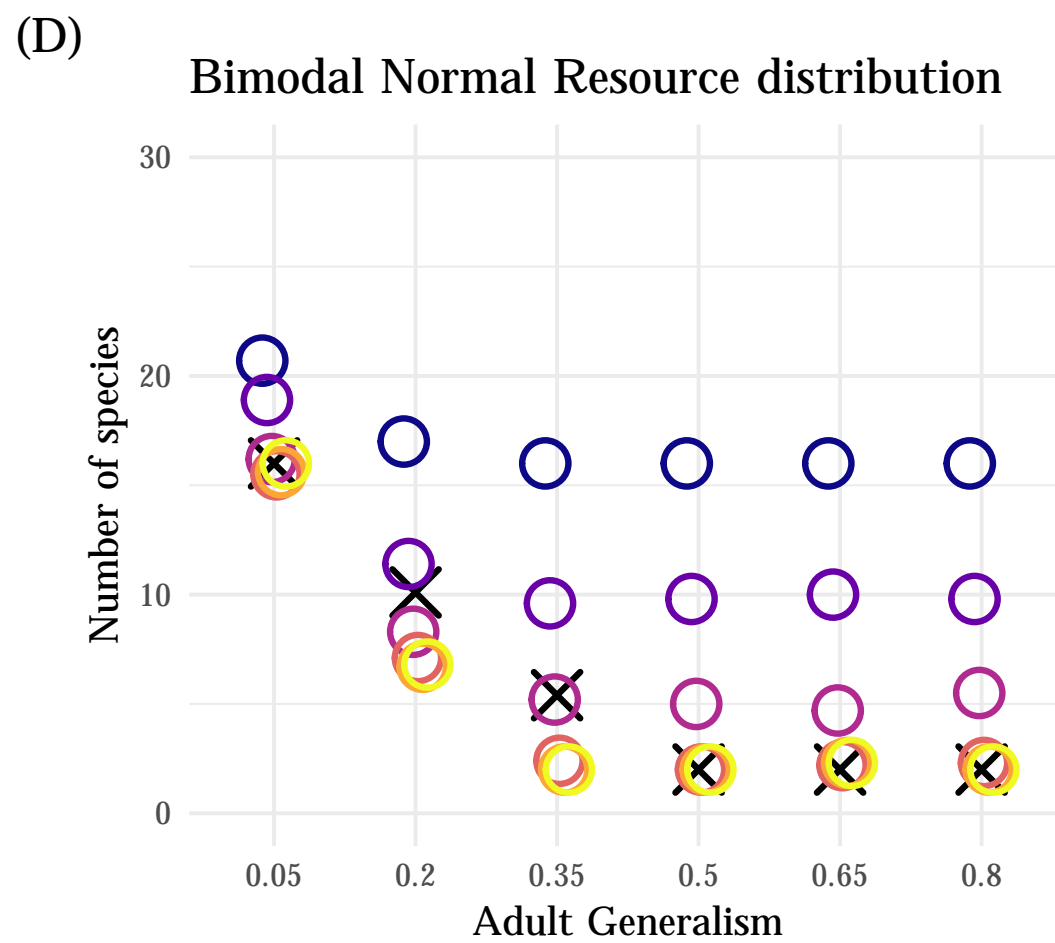 (D)
Bimodal Normal Resource distribution
30
20
10
0
Number of species
0.05 0.2 0.35 0.5 0.65 0.8
Adult Generalism